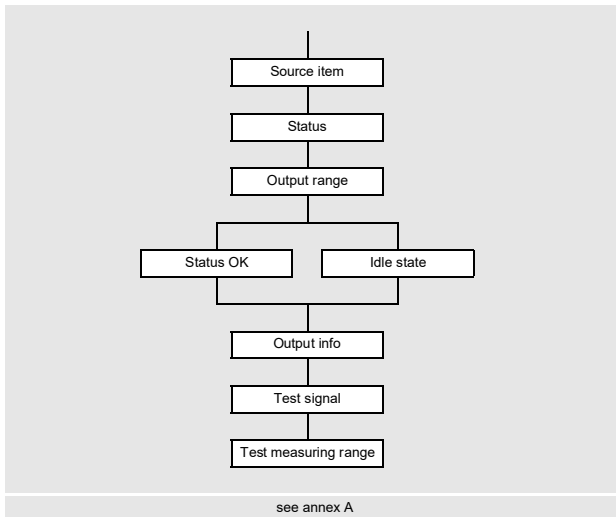 Source item
Status
Output range
Status OK
Idle state
Output info
Test signal
Test measuring range
see annex A